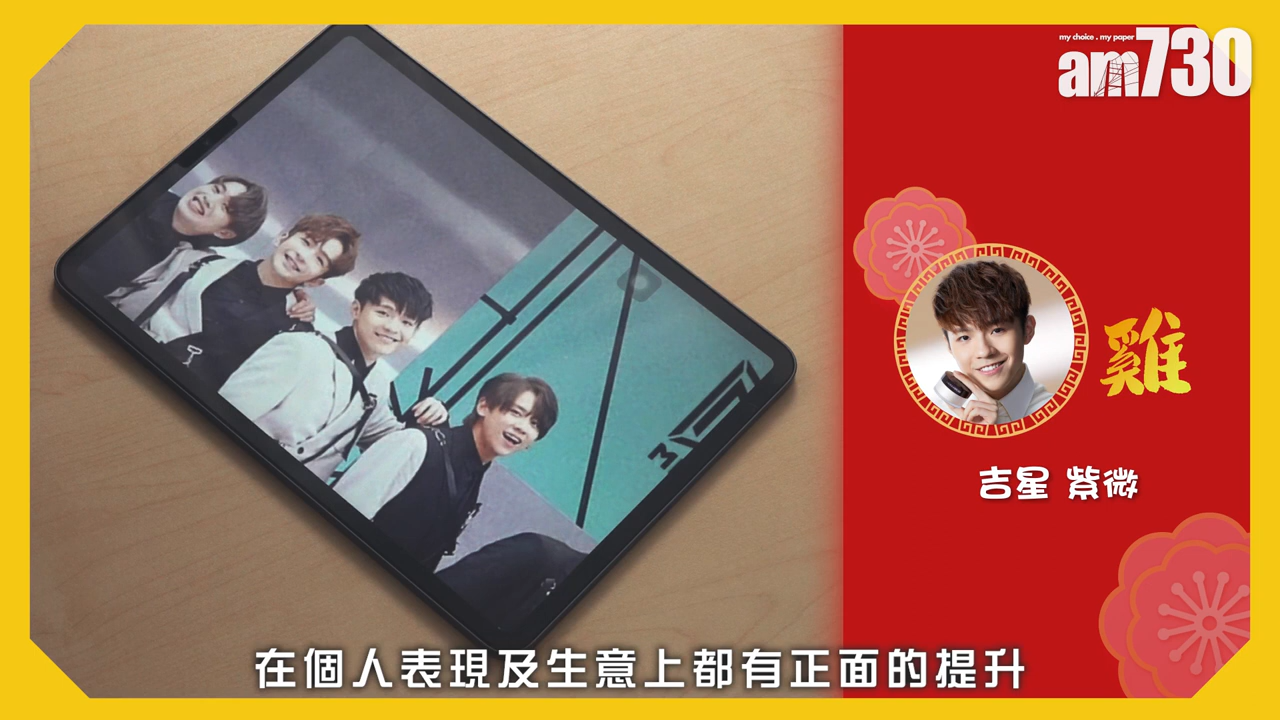 my choice . my paper
am730
雞
吉星 紫微
在個人表現及生意上都有正面的提升